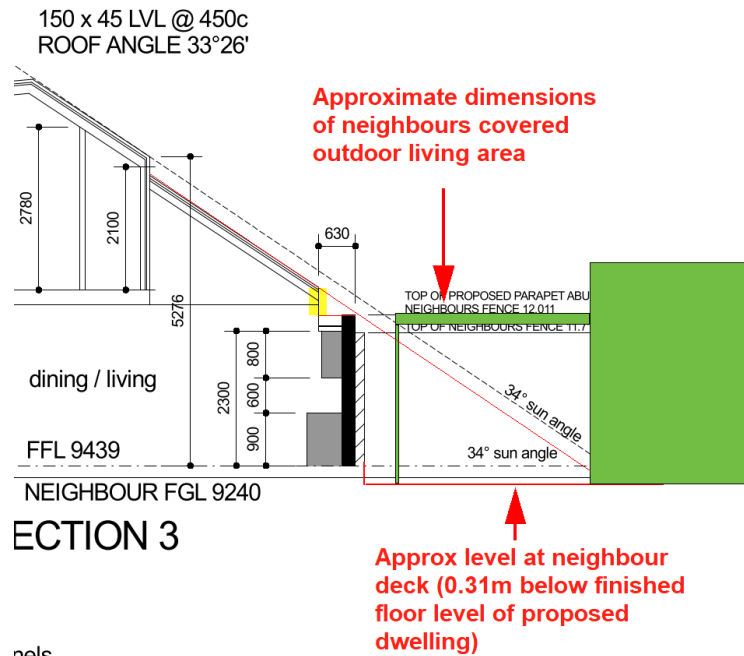 150 x 45 LVL @ 450c
ROOF ANGLE 33°26'
Approximate dimensions
of neighbours covered
outdoor living area
2780
2100
5276
630
TOP OF PROPOSED PARAPET ABU
NEIGHBOURS FENCE 12.011
TOP OF NEIGHBOURS FENCE 11.7
800
2300
600
900
dining / living
34° sun angle
34° sun angle
FFL 9439
NEIGHBOUR FGL 9240
ECTION 3
Approx level at neighbour
deck (0.31m below finished
floor level of proposed
dwelling)